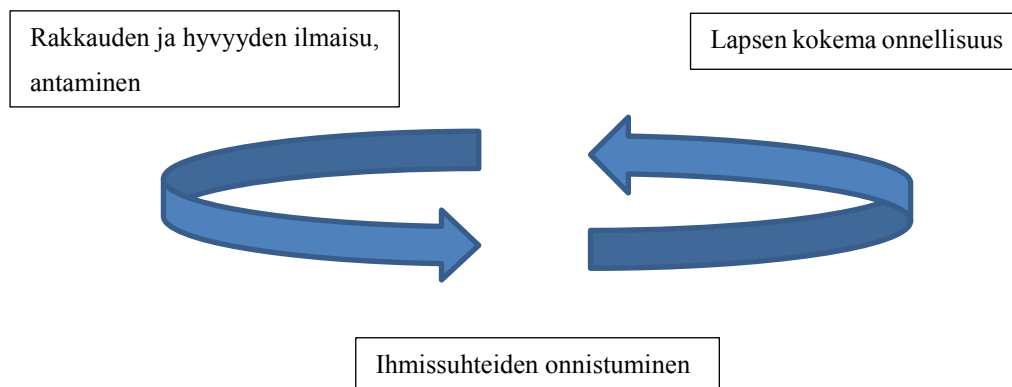 Rakkauden ja hyvyyden ilmaisu,
antaminen
Lapsen kokema onnellisuus
Ihmissuhteiden onnistuminen